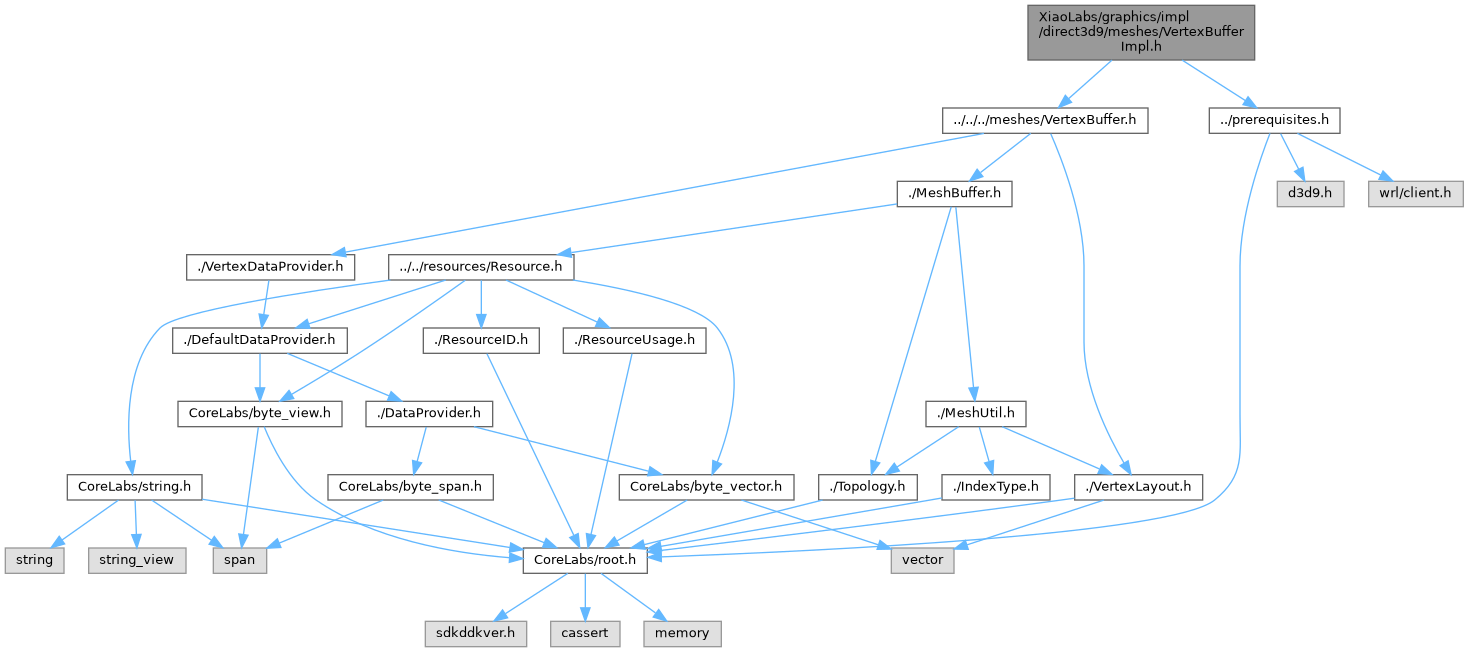 XiaoLabs/graphics/impl
/direct3d9/meshes/VertexBuffer
Impl.h
../../../meshes/VertexBuffer.h
../prerequisites.h
./MeshBuffer.h
d3d9.h
wrl/client.h
./VertexDataProvider.h
../../resources/Resource.h
./DefaultDataProvider.h
./ResourceID.h
./ResourceUsage.h
CoreLabs/byte_view.h
./DataProvider.h
./MeshUtil.h
CoreLabs/string.h
CoreLabs/byte_span.h
CoreLabs/byte_vector.h
./Topology.h
./IndexType.h
./VertexLayout.h
string
string_view
span
CoreLabs/root.h
vector
sdkddkver.h
cassert
memory